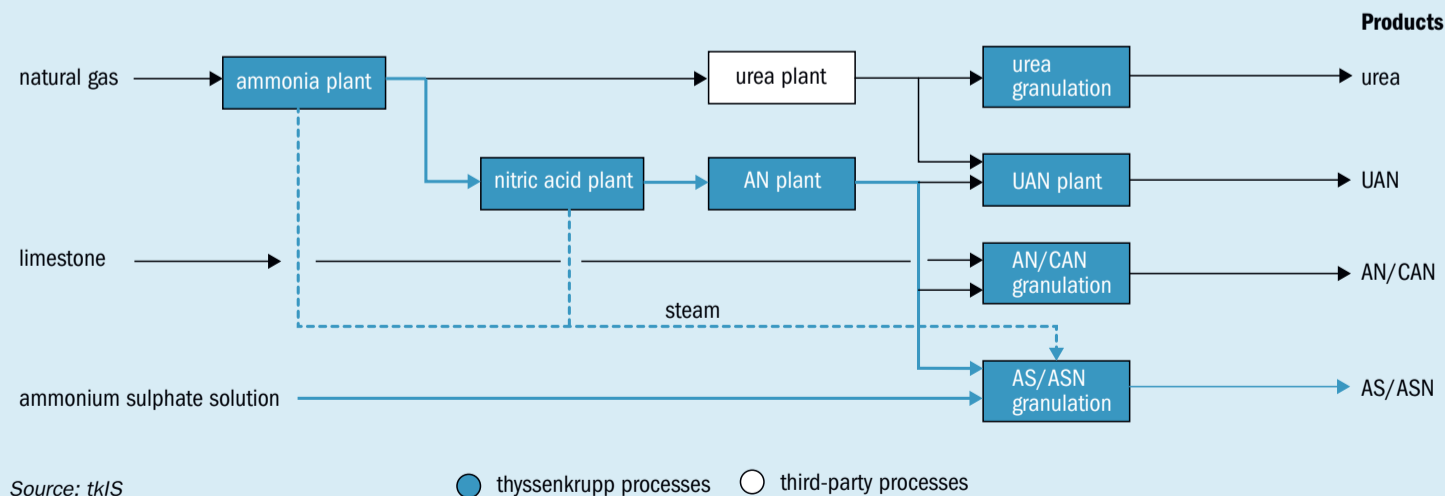 Products
natural gas
ammonia plant
urea plant
urea
granulation
urea
nitric acid plant
AN plant
UAN plant
UAN
limestone
AN/CAN
granulation
AN/CAN
steam
ammonium sulphate solution
AS/ASN
granulation
AS/ASN
Source: tkIS
thyssenkrupp processes
third-party processes